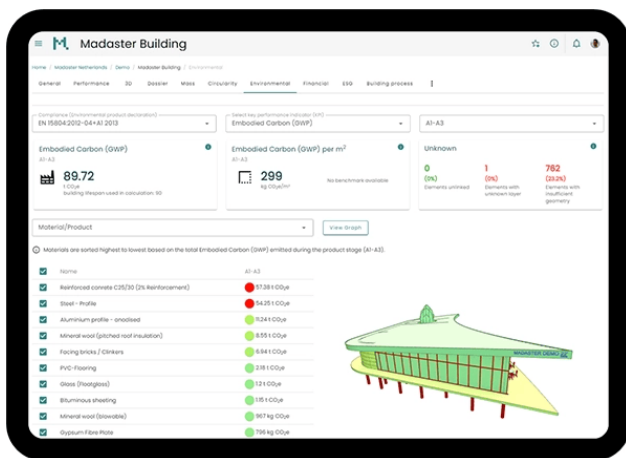 M. Madaster Building
Home / Madaster Netherlands / Demo / Madaster Building / Environmental
General Performance 3D Dossier Mass Circularity Environmental Financial ESG Building process
Compliance (Environmental product declaration)
EN 15804:2012-04+A1 2013
Select key performance indicator (KPI)
Embodied Carbon (GWP)
A1-A3
Embodied Carbon (GWP)
A1-A3
89.72
t CO₂e
building lifespan used in calculation: 50
Embodied Carbon (GWP) per m²
A1-A3
299
kg CO₂e/m²
No benchmark available
Unknown
0 1 762
(0%) (0%) (23.2%)
Elements unlinked
Elements with unknown layer
Elements with insufficient geometry
Material/Product
View Graph
Materials are sorted highest to lowest based on the total Embodied Carbon (GWP) emitted during the product stage (A1-A3).
Name A1-A3
Reinforced conrete C25/30 (2% Reinforcement) 57.38 t CO₂e
Steel - Profile 54.25 t CO₂e
Aluminium profile - anodised 11.24 t CO₂e
Mineral wool (pitched roof insulation) 8.55 t CO₂e
Facing bricks / Clinkers 6.84 t CO₂e
PVC-Flooring 2.18 t CO₂e
Glass (Floatglass) 1.2 t CO₂e
Bituminous sheeting 1.15 t CO₂e
Mineral wool (blowable) 967 kg CO₂e
Gypsum Fibre Plate 796 kg CO₂e
MADASTER DEMO